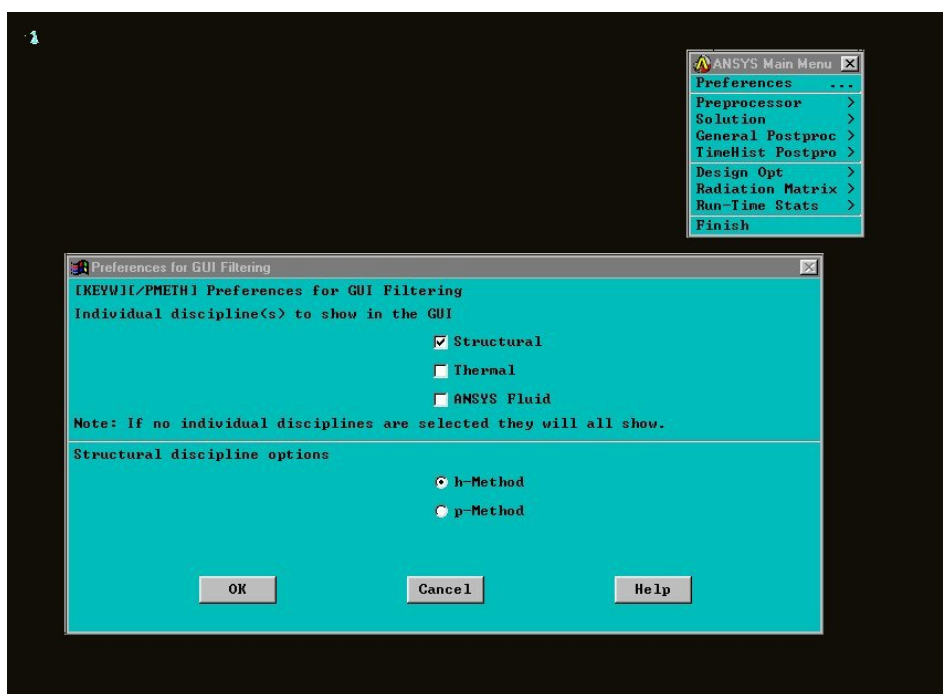 1
ANSYS Main Menu
Preferences ...
Preprocessor >
Solution >
General Postproc >
TimeHist Postpro >
Design Opt >
Radiation Matrix >
Run-Time Stats >
Finish
Preferences for GUI Filtering
[KEYW][/PMETH] Preferences for GUI Filtering
Individual discipline(s) to show in the GUI
Structural
Thermal
ANSYS Fluid
Note: If no individual disciplines are selected they will all show.
Structural discipline options
h-Method
p-Method
OK Cancel Help